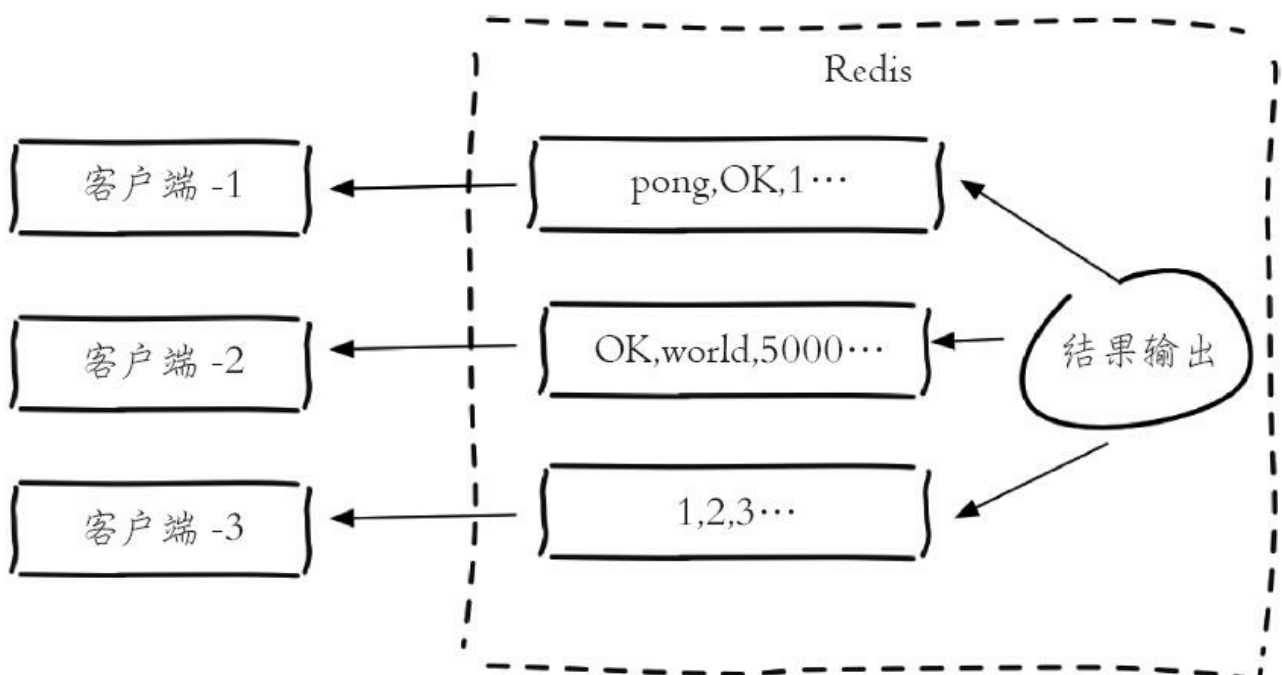 Redis
客户端 -1
pong,OK,1…
客户端 -2
OK,world,5000…
结果输出
客户端 -3
1,2,3…